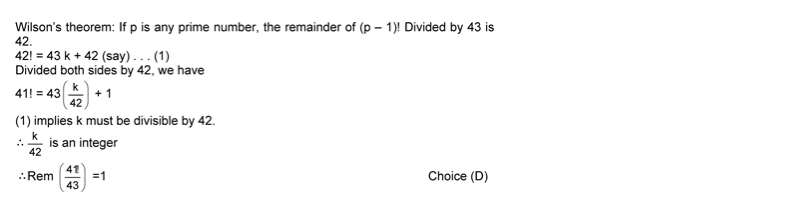 Wilson's theorem: If p is any prime number, the remainder of (p – 1)! Divided by 43 is
42.
42! = 43 k + 42 (say) . . . (1)
Divided both sides by 42, we have
41! = 43 (k/42) + 1
(1) implies k must be divisible by 42.
∴ k/42 is an integer
∴ Rem (41!/43) =1 Choice (D)